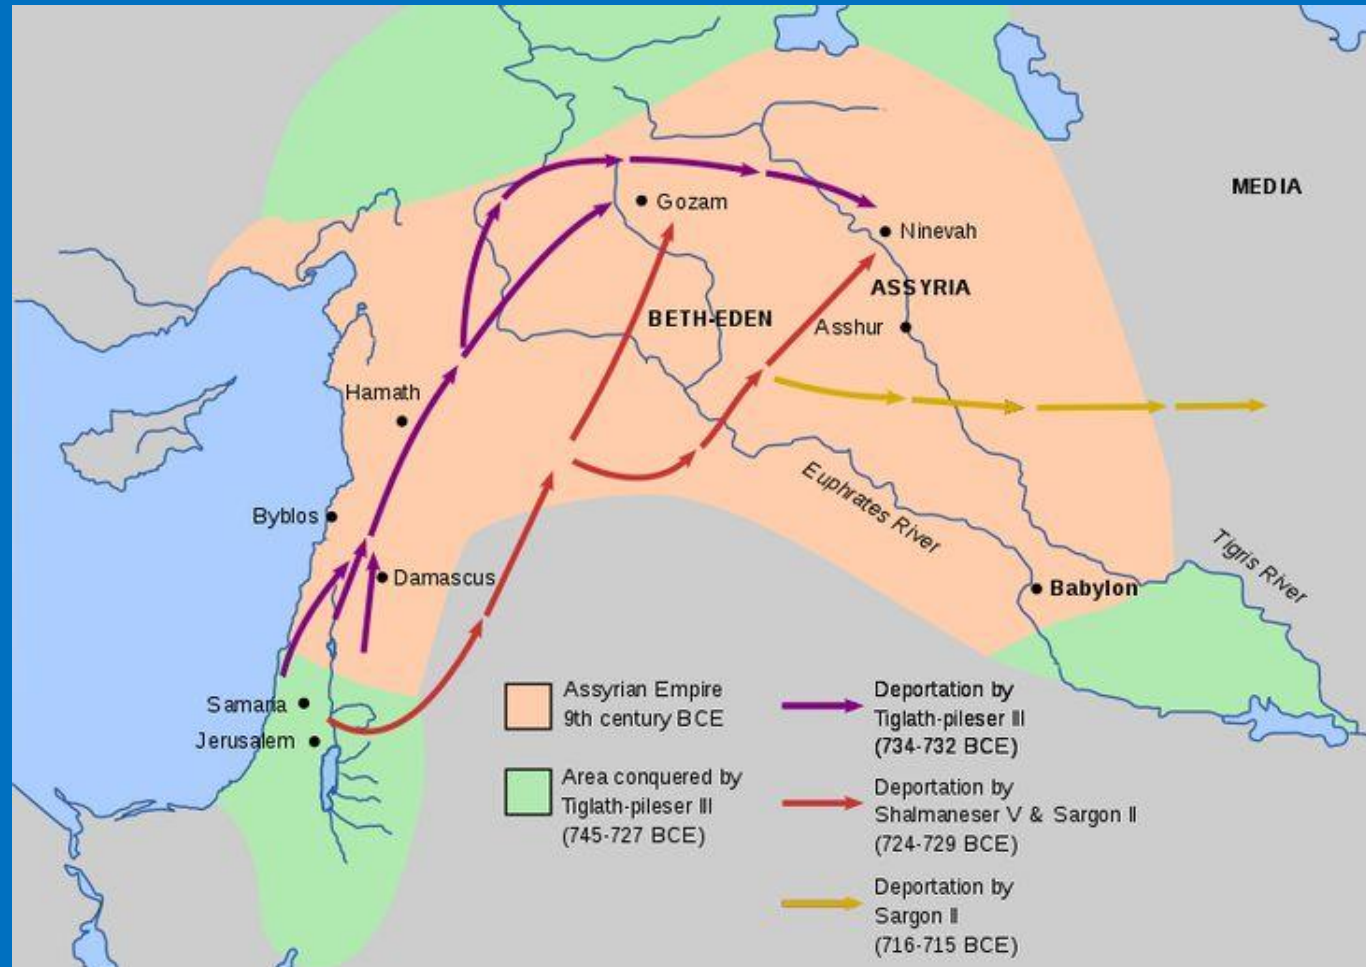 MEDIA
Gozam
Ninevah
ASSYRIA
BETH-EDEN
Asshur
Hamath
Euphrates River
Byblos
Tigris River
Damascus
Babylon
Samaria
Jerusalem
Assyrian Empire
9th century BCE
Area conquered by
Tiglath-pileser III
(745-727 BCE)
Deportation by
Tiglath-pileser III
(734-732 BCE)
Deportation by
Shalmaneser V & Sargon II
(724-729 BCE)
Deportation by
Sargon II
(716-715 BCE)